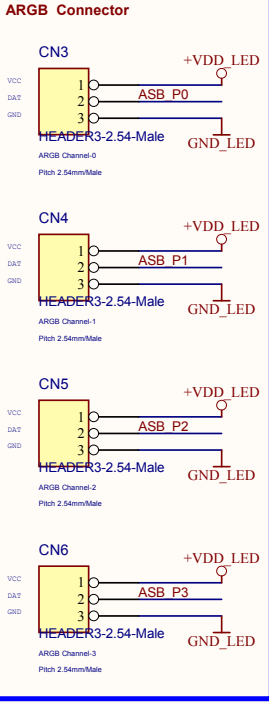 ARGB Connector
CN3
+VDD_LED
VCC 1
DAT 2 ASB_P0
GND 3
HEADER3-2.54-Male GND_LED
ARGB Channel-0
Pitch 2.54mm/Male
CN4
+VDD_LED
VCC 1
DAT 2 ASB_P1
GND 3
HEADER3-2.54-Male GND_LED
ARGB Channel-1
Pitch 2.54mm/Male
CN5
+VDD_LED
VCC 1
DAT 2 ASB_P2
GND 3
HEADER3-2.54-Male GND_LED
ARGB Channel-2
Pitch 2.54mm/Male
CN6
+VDD_LED
VCC 1
DAT 2 ASB_P3
GND 3
HEADER3-2.54-Male GND_LED
ARGB Channel-3
Pitch 2.54mm/Male